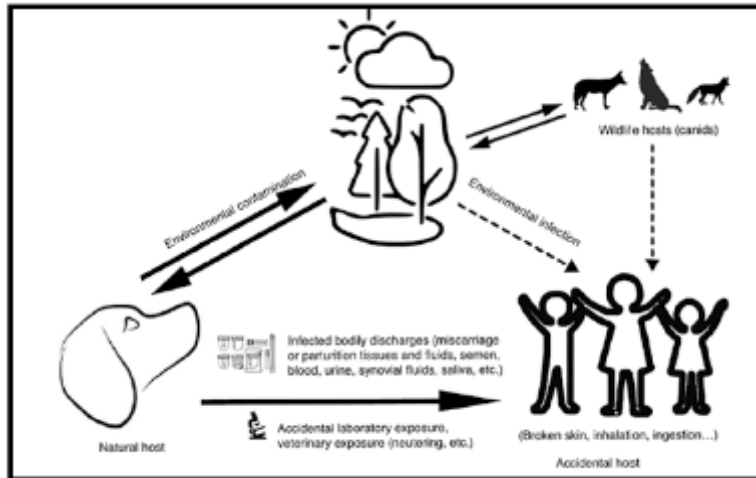 Wildlife hosts (canids)
Environmental contamination
Environmental infection
Infected bodily discharges (miscarriage
or parturition tissues and fluids, semen,
blood, urine, synovial fluids, saliva, etc.)
Accidental laboratory exposure,
veterinary exposure (neutering, etc.)
Natural host
(Broken skin, inhalation, ingestion...)
Accidental host